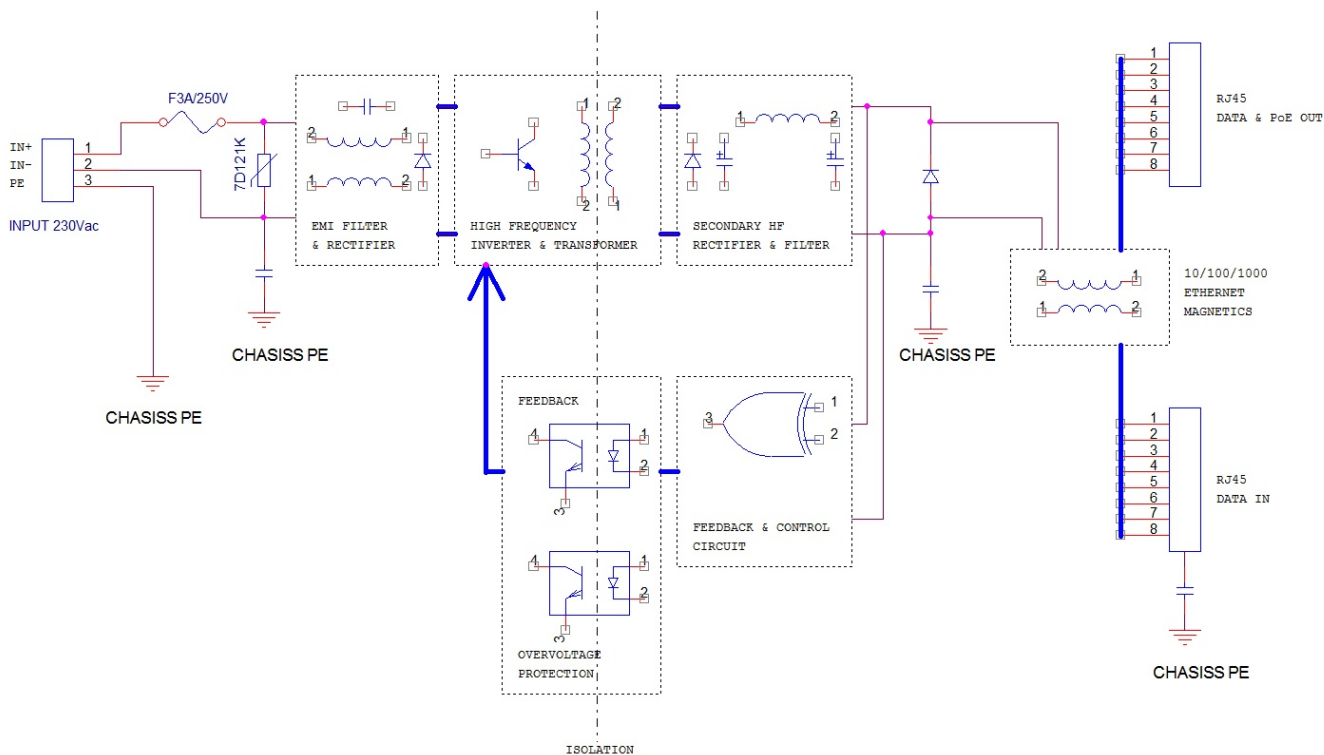 F3A/250V
IN+
IN-
PE
1
2
3
INPUT 230Vac
7D121K
CHASISS PE
CHASISS PE
2
1
1
2
EMI FILTER
& RECTIFIER
1
2
2
1
HIGH FREQUENCY
INVERTER & TRANSFORMER
1
2
+
+
SECONDARY HF
RECTIFIER & FILTER
CHASISS PE
1
2
3
4
5
6
7
8
RJ45
DATA & PoE OUT
2
1
1
2
10/100/1000
ETHERNET
MAGNETICS
FEEDBACK
4
1
2
3
4
1
2
3
OVERVOLTAGE
PROTECTION
3
1
2
FEEDBACK & CONTROL
CIRCUIT
1
2
3
4
5
6
7
8
RJ45
DATA IN
CHASISS PE
ISOLATION